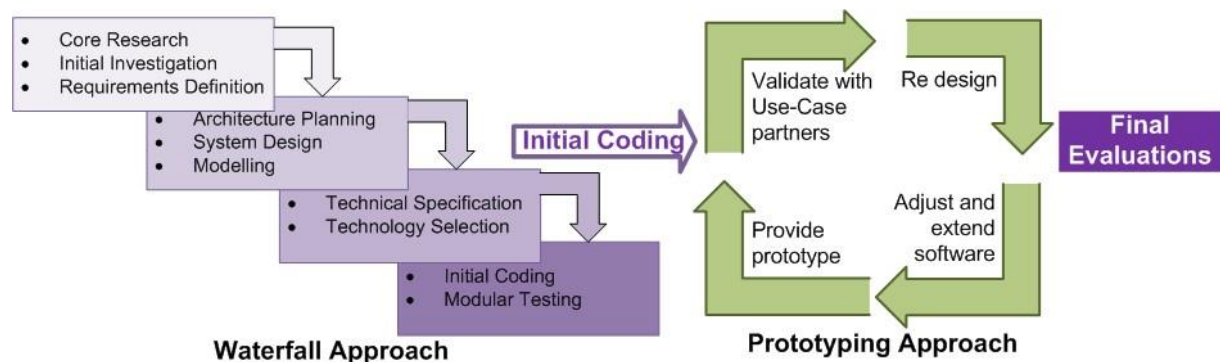 • Core Research
• Initial Investigation
• Requirements Definition
• Architecture Planning
• System Design
• Modelling
• Technical Specification
• Technology Selection
• Initial Coding
• Modular Testing
Waterfall Approach
Initial Coding
Validate with
Use-Case
partners
Re design
Adjust and
extend
software
Provide
prototype
Prototyping Approach
Final
Evaluations